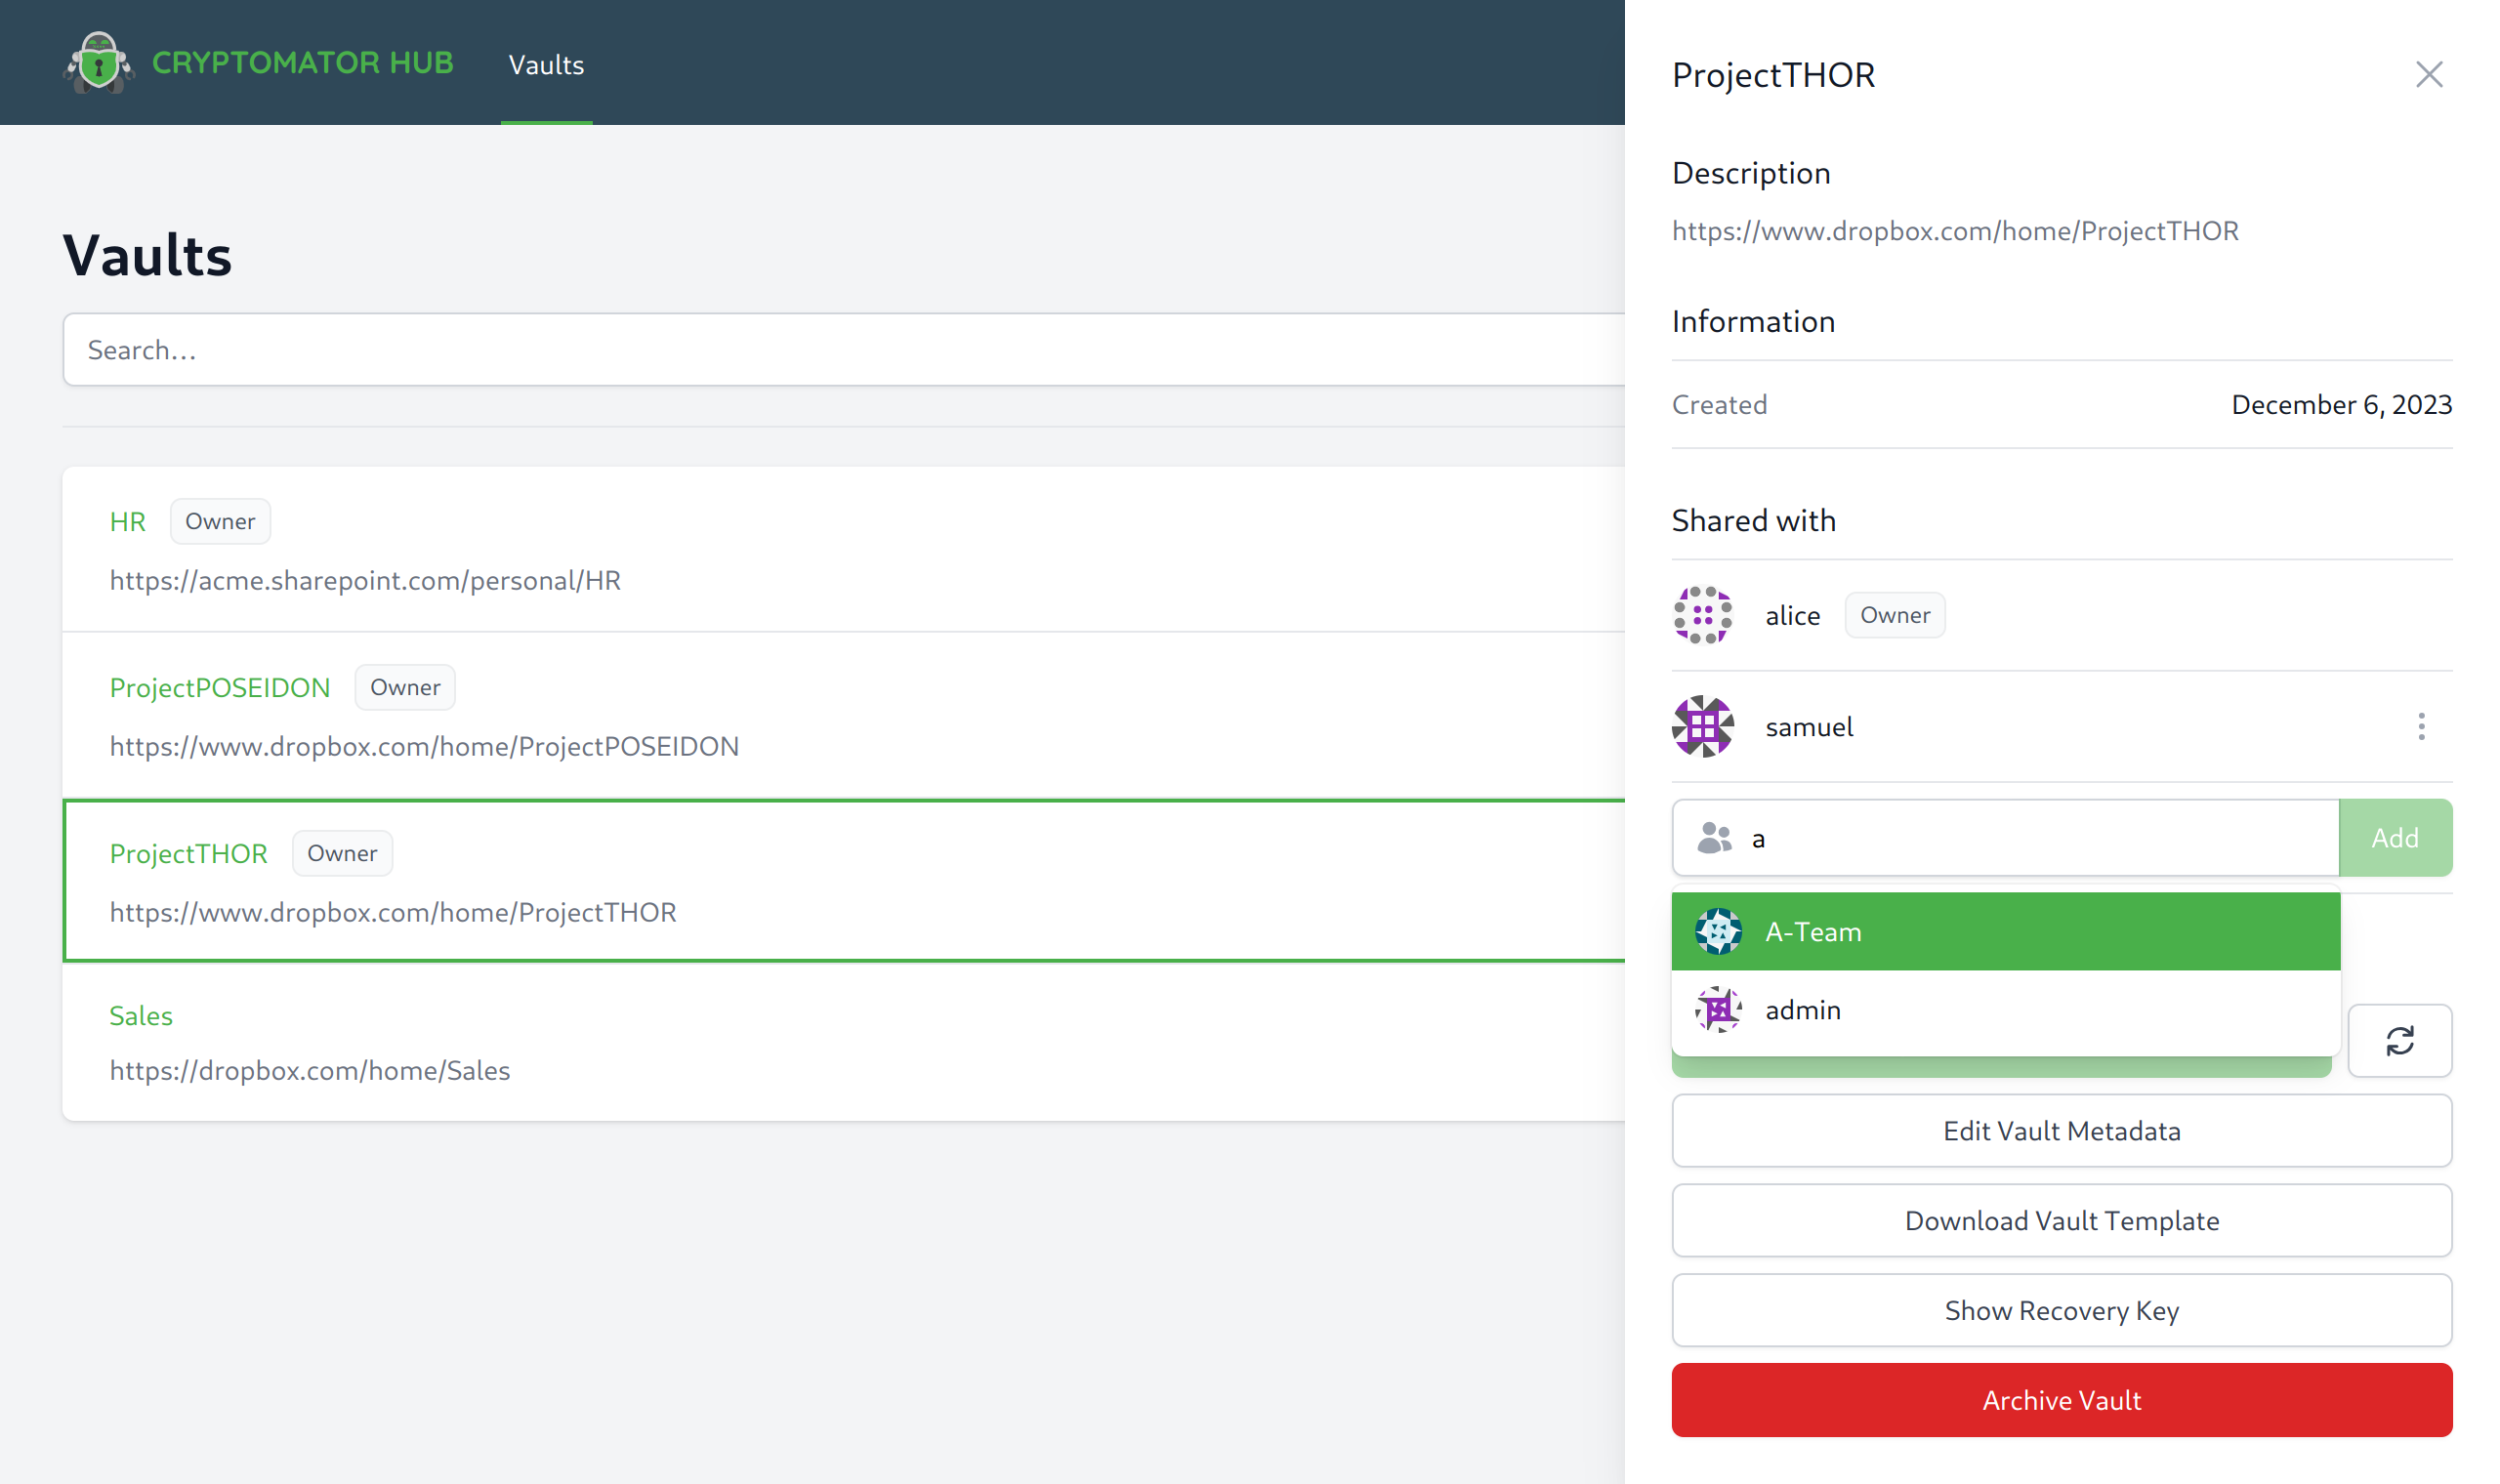 CRYPTOMATOR HUB
Vaults
Vaults
Search...
HR Owner
https://acme.sharepoint.com/personal/HR
ProjectPOSEIDON Owner
https://www.dropbox.com/home/ProjectPOSEIDON
ProjectTHOR Owner
https://www.dropbox.com/home/ProjectTHOR
Sales
https://dropbox.com/home/Sales
ProjectTHOR
Description
https://www.dropbox.com/home/ProjectTHOR
Information
Created December 6, 2023
Shared with
alice Owner
samuel
a Add
A-Team
admin
Edit Vault Metadata
Download Vault Template
Show Recovery Key
Archive Vault